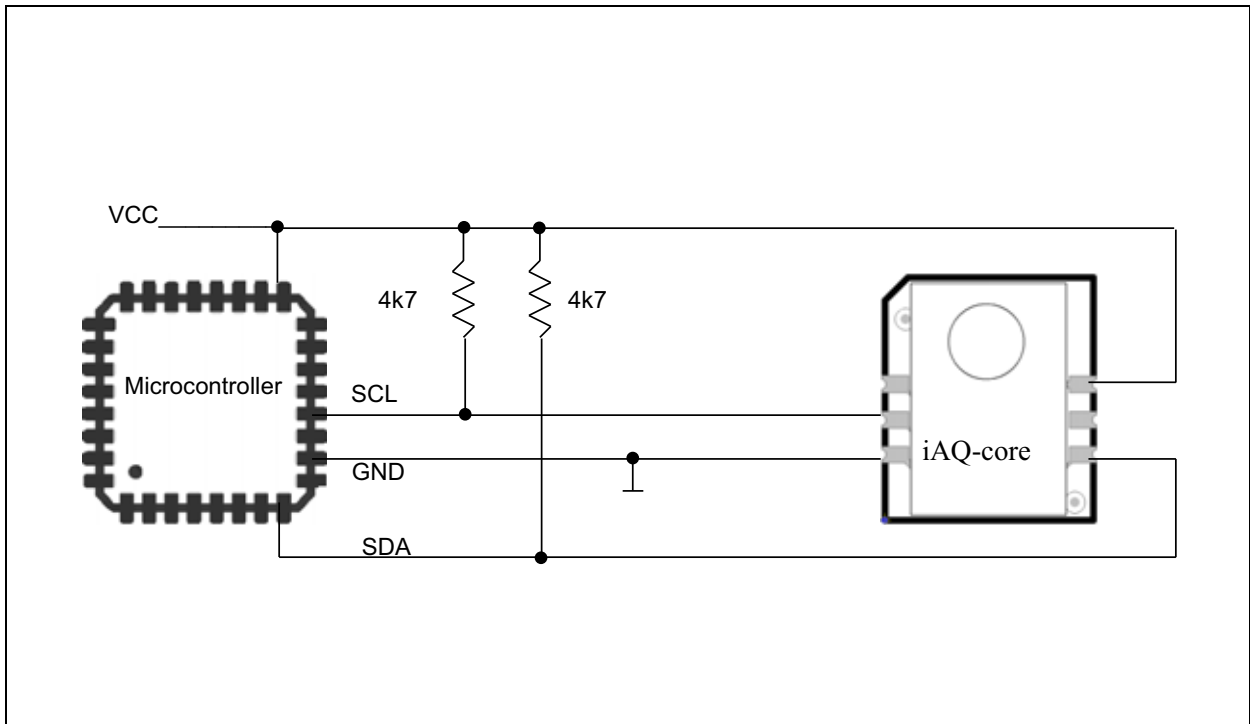 VCC
4k7
4k7
Microcontroller
SCL
iAQ-core
GND
SDA